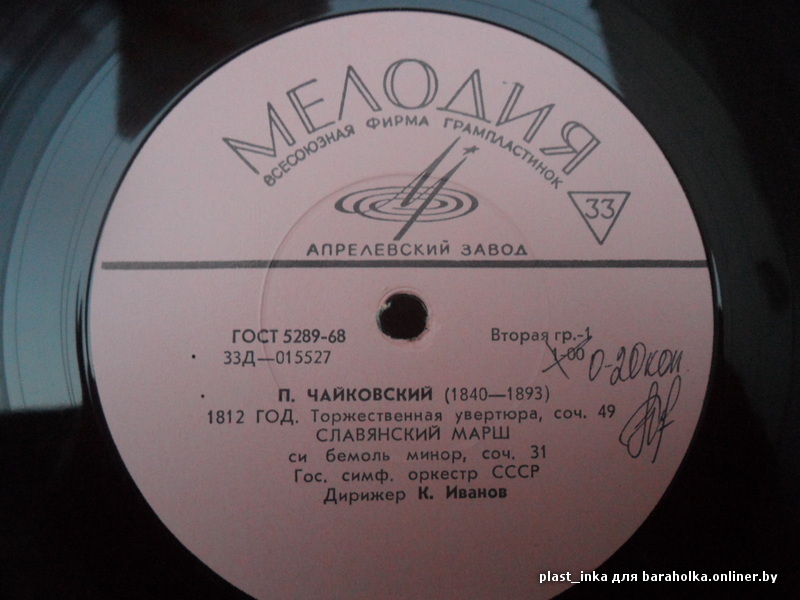 МЕЛОДИЯ
ВСЕСОЮЗНАЯ ФИРМА ГРАМПЛАСТИНОК
33
АПРЕЛЕВСКИЙ ЗАВОД
ГОСТ 5289-68
Вторая гр.-1
33Д—015527
1-00 0-20коп
П. ЧАЙКОВСКИЙ (1840—1893)
1812 ГОД. Торжественная увертюра, соч. 49
СЛАВЯНСКИЙ МАРШ
си бемоль минор, соч. 31
Гос. симф. оркестр СССР
Дирижер К. Иванов
plast_inka для baraholka.onliner.by